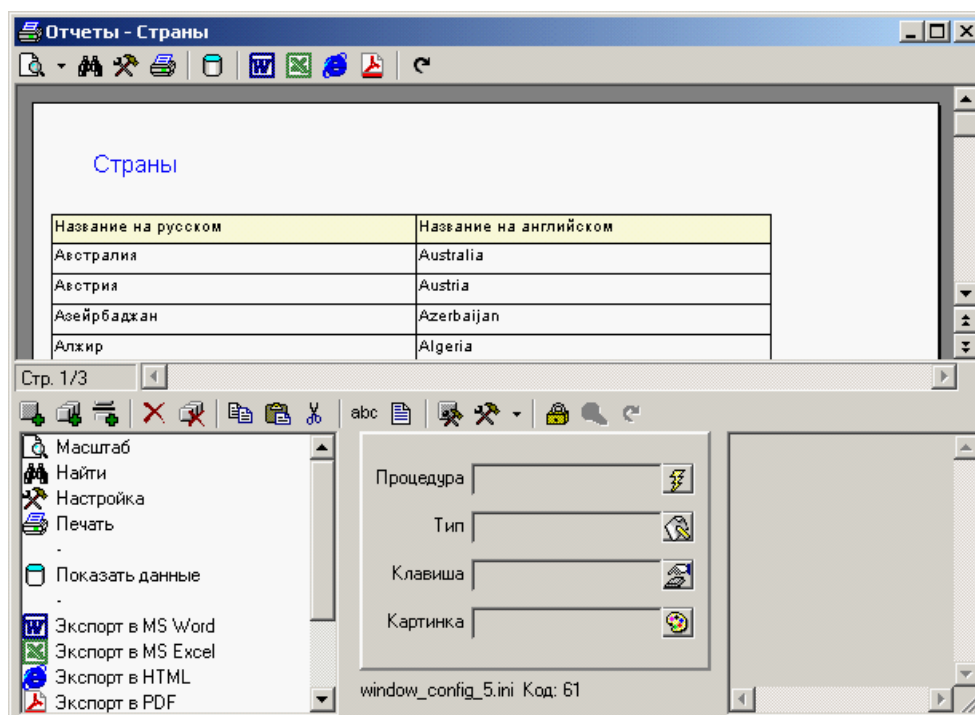 Отчеты - Страны
Страны
Название на русском Название на английском
Австралия Australia
Австрия Austria
Азейрбаджан Azerbaijan
Алжир Algeria
Стр. 1/3
abc
Масштаб
Найти
Настройка
Печать
-
Показать данные
-
Экспорт в MS Word
Экспорт в MS Excel
Экспорт в HTML
Экспорт в PDF
Процедура
Тип
Клавиша
Картинка
window_config_5.ini Код: 61